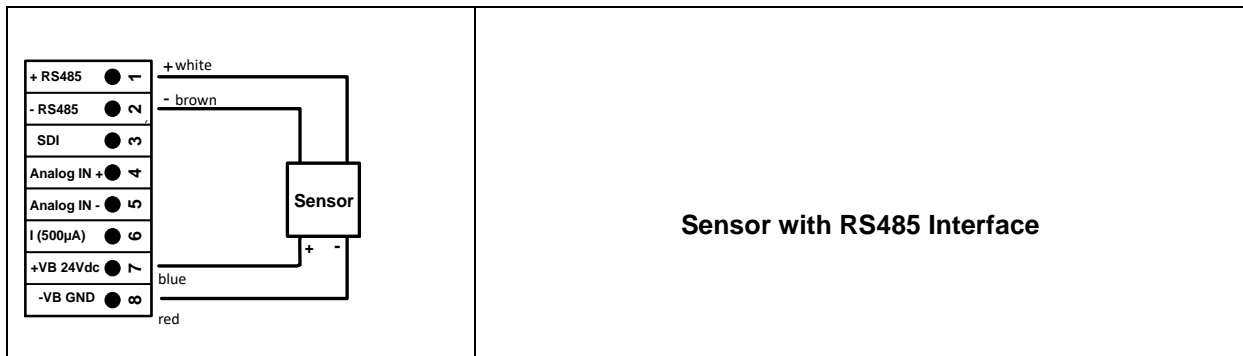 + RS485 1
- RS485 2
SDI 3
Analog IN + 4
Analog IN - 5
I (500µA) 6
+VB 24Vdc 7
-VB GND 8
+ white
- brown
Sensor
+ -
blue
red
Sensor with RS485 Interface